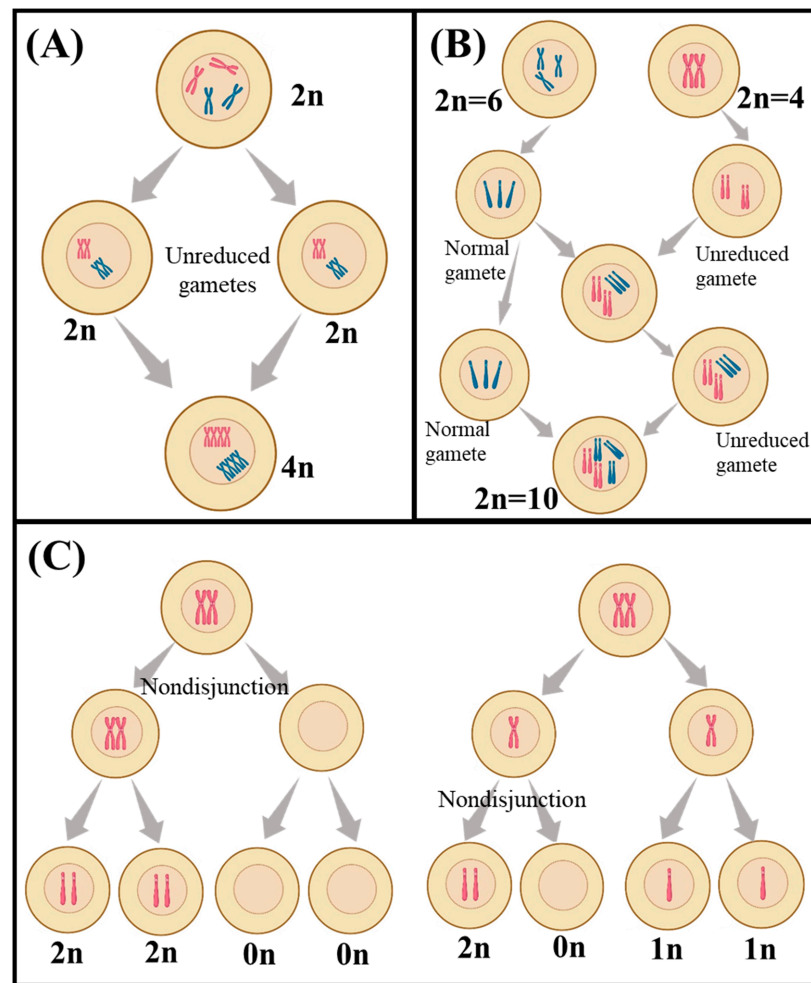 (A)
2n
Unreduced
gametes
2n
2n
4n
(B)
2n=6
2n=4
Normal
gamete
Unreduced
gamete
Normal
gamete
Unreduced
gamete
2n=10
(C)
Nondisjunction
2n
2n
0n
0n
Nondisjunction
2n
0n
1n
1n